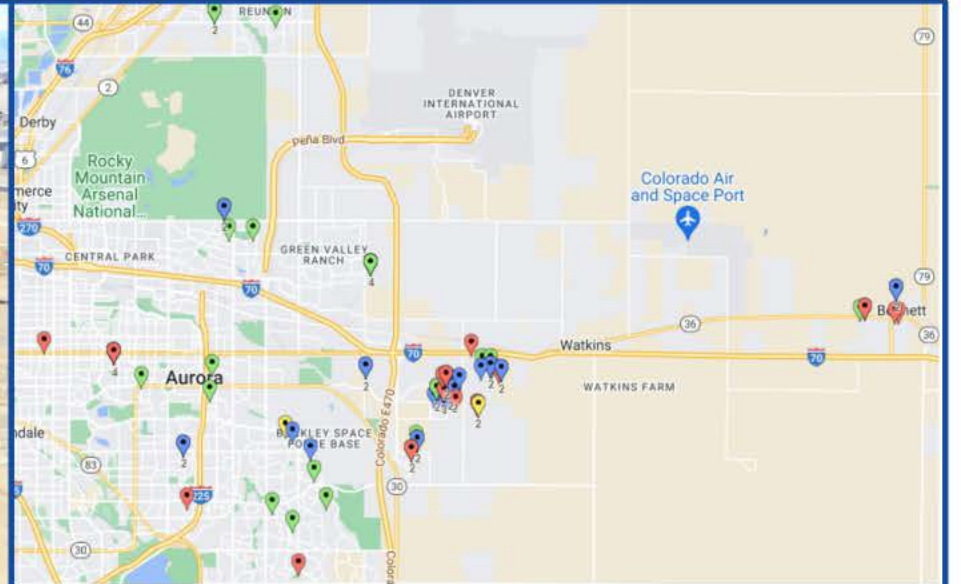 44
REUNION
2
79
76
2
DENVER
INTERNATIONAL
AIRPORT
Derby
Peña Blvd
6
Rocky
Mountain
Arsenal
National...
merce
ity
Colorado Air
and Space Port
270
CENTRAL PARK
GREEN VALLEY
RANCH
70
70
4
79
Bennett
36
36
Watkins
70
70
4
Aurora
2
2
2
WATKINS FARM
2
BUCKLEY SPACE
FORCE BASE
Colorado E470
ndale
2
2
2
83
30
225
30
Colora